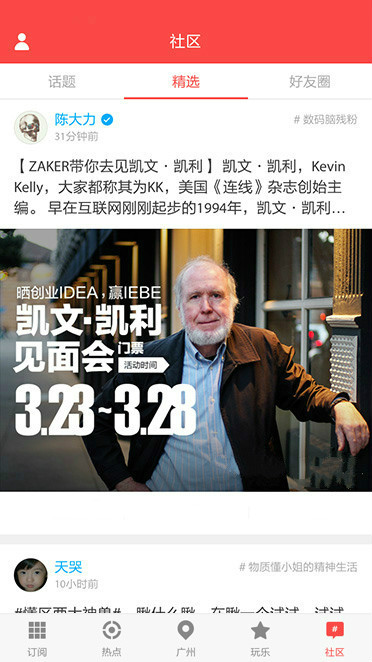 社区
话题 精选 好友圈
陈大力 # 数码脑残粉
31分钟前
【 ZAKER带你去见凯文·凯利 】 凯文·凯利，Kevin
Kelly，大家都称其为KK，美国《连线》杂志创始主
编。 早在互联网刚刚起步的1994年，凯文·凯利...
晒创业IDEA，赢IEBE
凯文·凯利
见面会 门票
活动时间
3.23~3.28
天哭 # 物质懂小姐的精神生活
10小时前
订阅 热点 广州 玩乐 社区